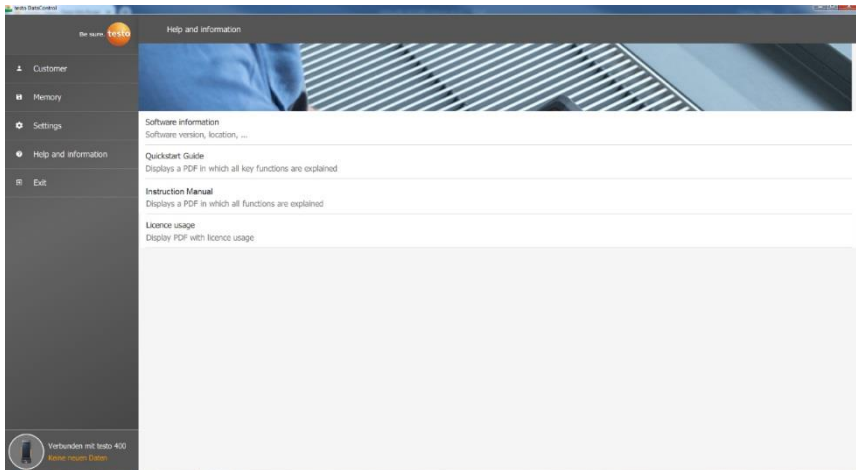 testo DataControl
Be sure. testo
Help and information
Customer
Memory
Settings
Help and information
Exit
Software information
Software version, location, ...
Quickstart Guide
Displays a PDF in which all key functions are explained
Instruction Manual
Displays a PDF in which all functions are explained
Licence usage
Display PDF with licence usage
Verbunden mit testo 400
Keine neuen Daten